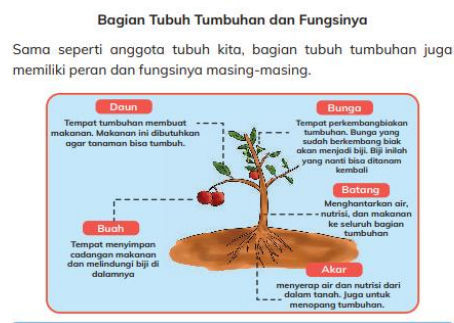 Bagian Tubuh Tumbuhan dan Fungsinya
Sama seperti anggota tubuh kita, bagian tubuh tumbuhan juga
memiliki peran dan fungsinya masing-masing.
Daun
Tempat tumbuhan membuat
makanan. Makanan ini dibutuhkan
agar tanaman bisa tumbuh.
Bunga
Tempat perkembangbiakan
tumbuhan. Bunga yang
sudah berkembang biak
akan menjadi biji. Biji inilah
yang nanti bisa ditanam
kembali
Batang
Menghantarkan air,
nutrisi, dan makanan
ke seluruh bagian
tumbuhan
Buah
Tempat menyimpan
cadangan makanan
dan melindungi biji di
dalamnya
Akar
menyerap air dan nutrisi dari
dalam tanah. Juga untuk
menopang tumbuhan.